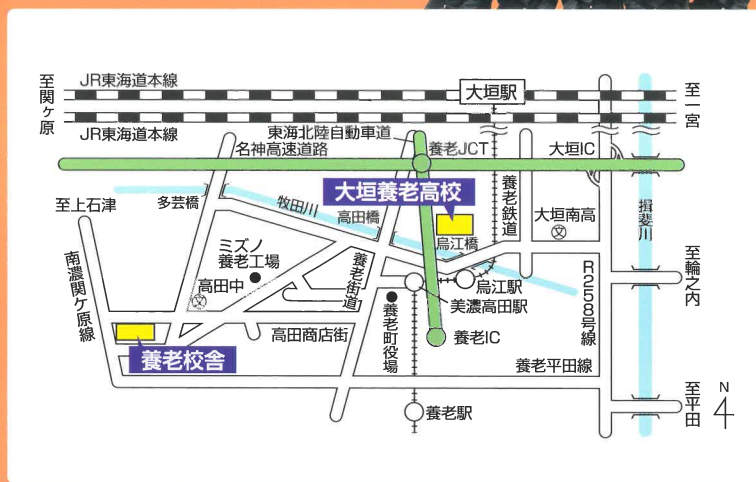 至関ヶ原
JR東海道本線
大垣駅
至一宮
JR東海道本線
東海北陸自動車道
名神高速道路
養老JCT
大垣IC
至上石津
多芸橋
牧田川
大垣養老高校
高田橋
烏江橋
養老鉄道
大垣南高
文
揖斐川
南濃関ヶ原線
ミズノ
養老工場
高田中
文
養老街道
烏江駅
美濃高田駅
R258号線
至輪之内
養老校舎
高田商店街
養老町役場
養老IC
養老平田線
至平田
N
養老駅